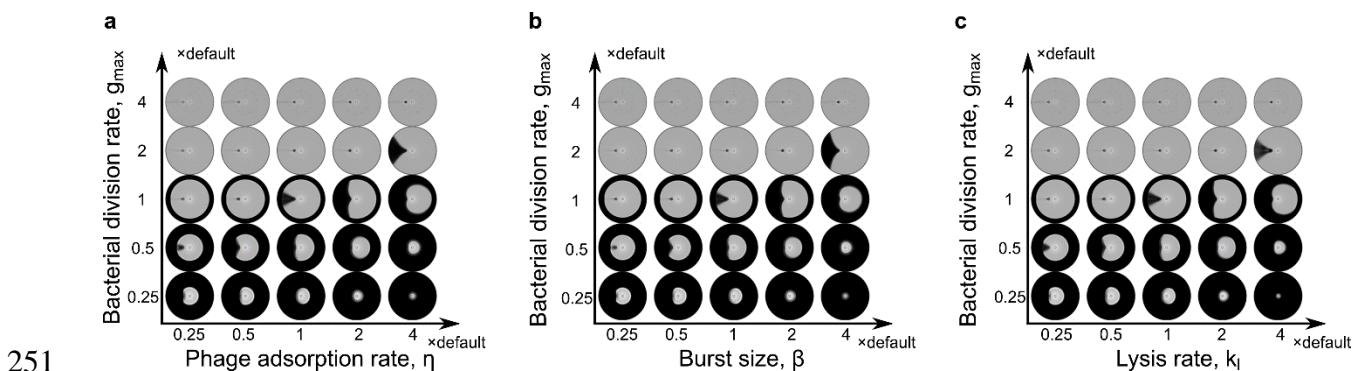 a
×default
Bacterial division rate, gmax
4
2
1
0.5
0.25
0.25 0.5 1 2 4
×default
Phage adsorption rate, η
b
×default
Bacterial division rate, gmax
4
2
1
0.5
0.25
0.25 0.5 1 2 4
×default
Burst size, β
c
×default
Bacterial division rate, gmax
4
2
1
0.5
0.25
0.25 0.5 1 2 4
×default
Lysis rate, kl
251